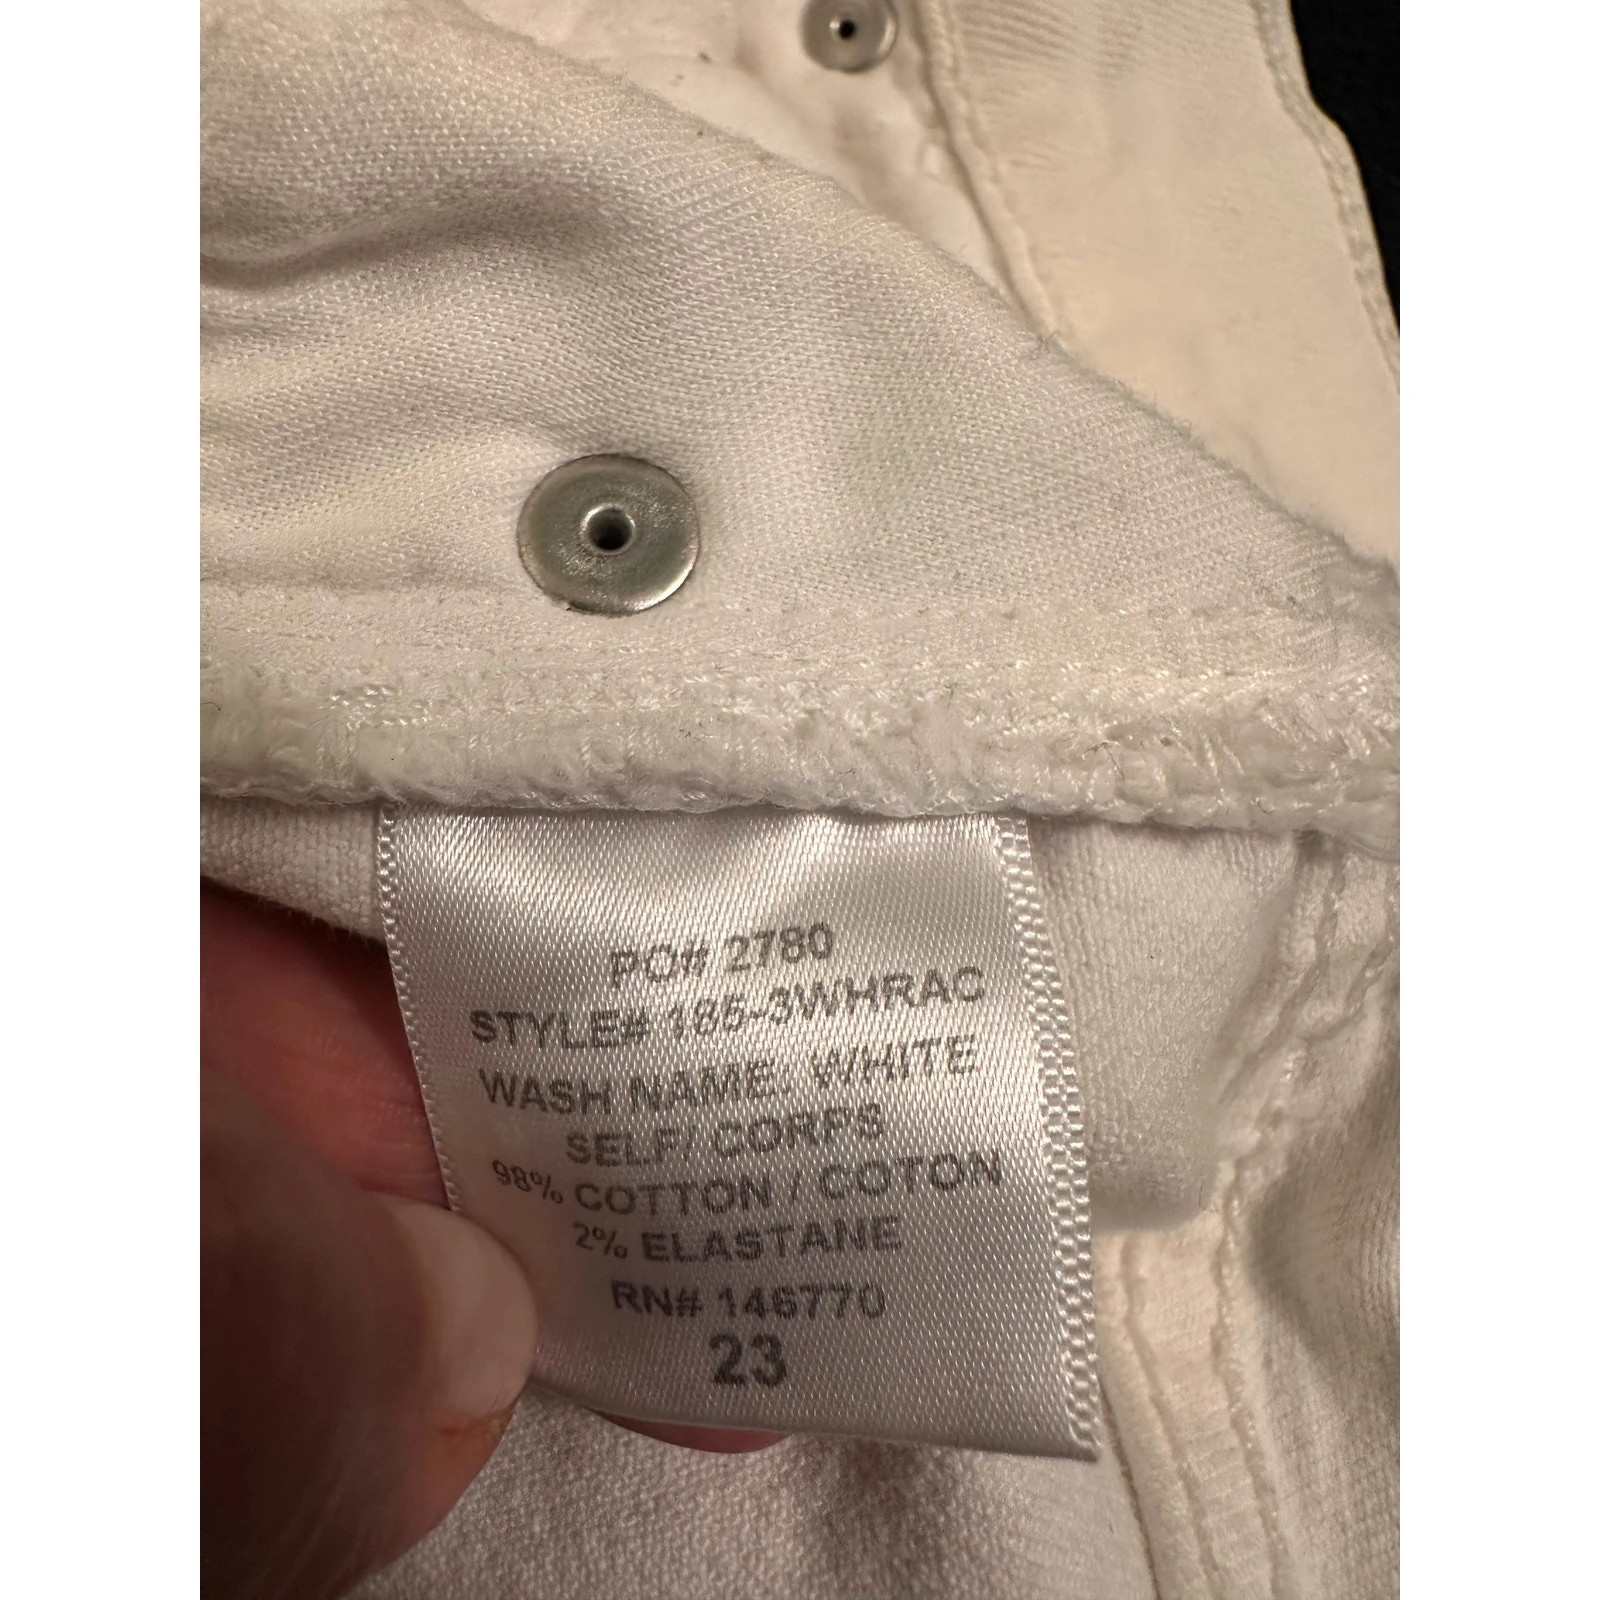 PO# 2780
STYLE# 185-3WHRAC
WASH NAME: WHITE
SELF/ CORPS
98% COTTON / COTON
2% ELASTANE
RN# 146770
23